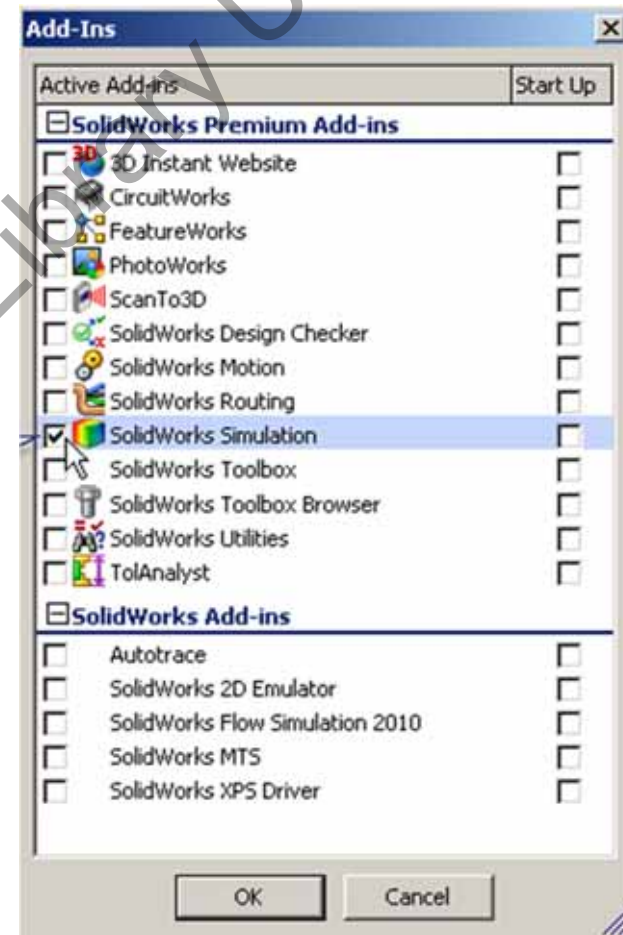 Add-Ins
Active Add-ins Start Up
SolidWorks Premium Add-ins
3D Instant Website
CircuitWorks
FeatureWorks
PhotoWorks
ScanTo3D
SolidWorks Design Checker
SolidWorks Motion
SolidWorks Routing
SolidWorks Simulation
SolidWorks Toolbox
SolidWorks Toolbox Browser
SolidWorks Utilities
TolAnalyst
SolidWorks Add-ins
Autotrace
SolidWorks 2D Emulator
SolidWorks Flow Simulation 2010
SolidWorks MTS
SolidWorks XPS Driver
OK Cancel
Library U